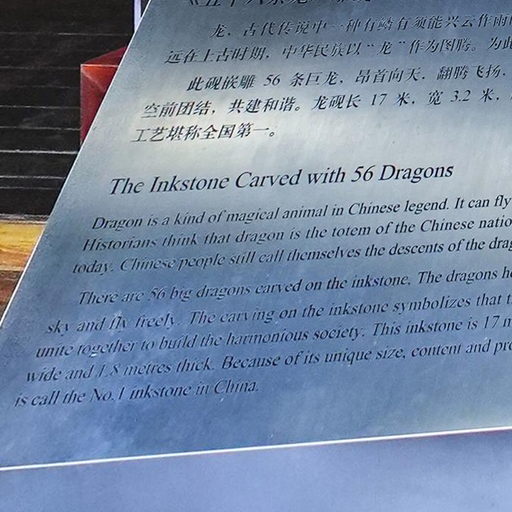 龙，古代传说中一种有鳞有须能兴云作雨
远在上古时期，中华民族以“龙”作为图腾。为此
此砚嵌雕 56 条巨龙，昂首向天，翻腾飞扬，
空前团结，共建和谐。龙砚长 17 米，宽 3.2 米，
工艺堪称全国第一。
The Inkstone Carved with 56 Dragons
Dragon is a kind of magical animal in Chinese legend. It can fly
Historians think that dragon is the totem of the Chinese natio
today. Chinese people still call themselves the descents of the drag
There are 56 big dragons carved on the inkstone. The dragons he
sky and fly freely. The carving on the inkstone symbolizes that t
unite together to build the harmonious society. This inkstone is 17 m
wide and 1.8 metres thick. Because of its unique size, content and pro
is call the No.1 inkstone in China.